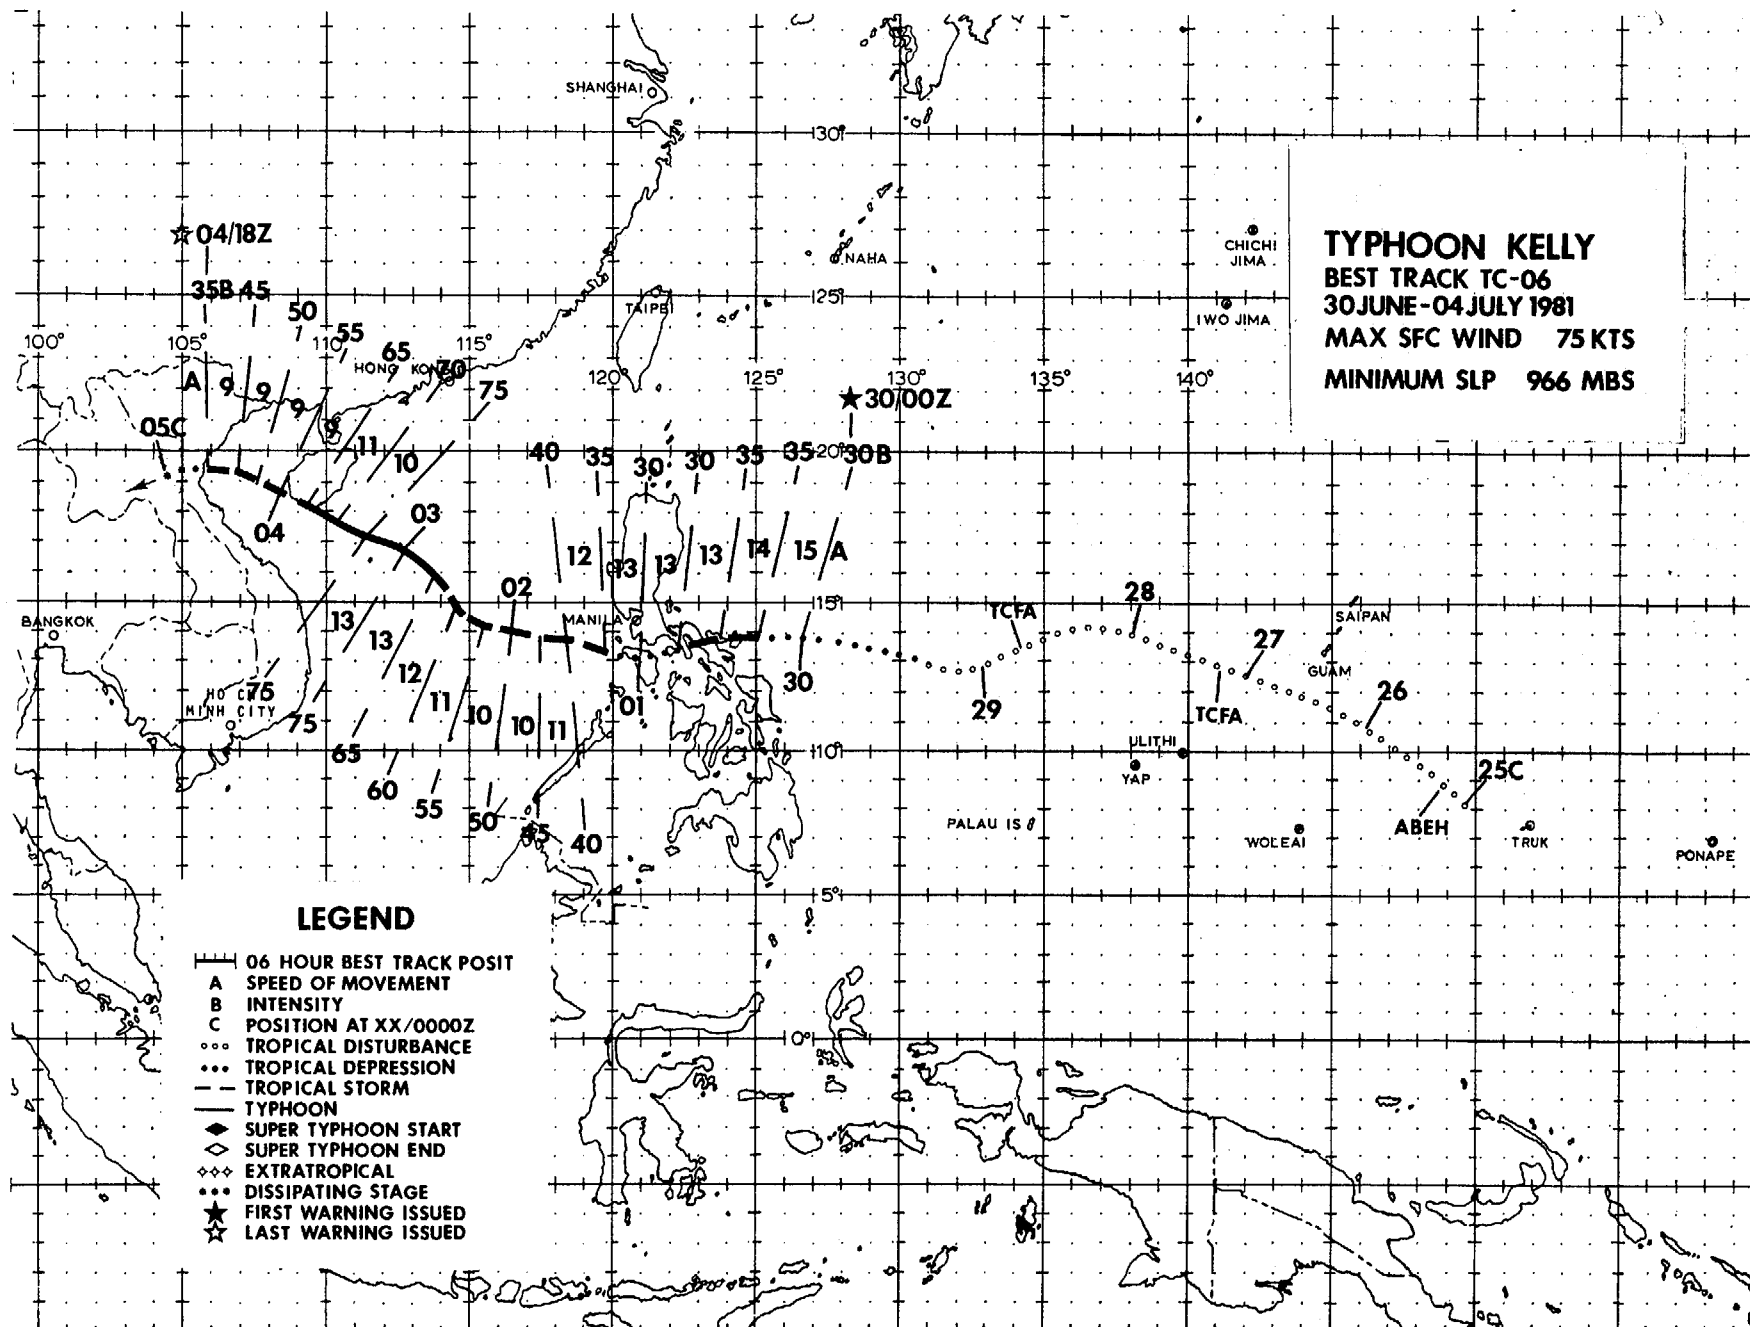 SHANGHAI
30°
04/18Z
NAHA
CHICHI
JIMA
TYPHOON KELLY
BEST TRACK TC-06
30 JUNE-04 JULY 1981
MAX SFC WIND 75 KTS
MINIMUM SLP 966 MBS
35B 45
50
55
65
70
75
TAIPEI
25°
IWO JIMA
100°
105°
110°
115°
HONG KONG
120°
125°
130°
135°
140°
A 9 9 9 9 11 10
30/00Z
05C
40 35 30 30 35 35 20° 30B
04
03
12 13 13 13 14 15 A
02
MANILA
15°
TCFA
28
SAIPAN
BANGKOK
13 13 12 11 10 10 11
27
GUAM
01
30
29
TCFA
26
HO CHI
MINH CITY
75
75
65
60
55
50
45
40
10°
ULITHI
YAP
25C
ABEH
PALAU IS
WOLEAI
TRUK
PONAPE
5°
0°
LEGEND
06 HOUR BEST TRACK POSIT
A SPEED OF MOVEMENT
B INTENSITY
C POSITION AT XX/0000Z
TROPICAL DISTURBANCE
TROPICAL DEPRESSION
TROPICAL STORM
TYPHOON
SUPER TYPHOON START
SUPER TYPHOON END
EXTRATROPICAL
DISSIPATING STAGE
FIRST WARNING ISSUED
LAST WARNING ISSUED